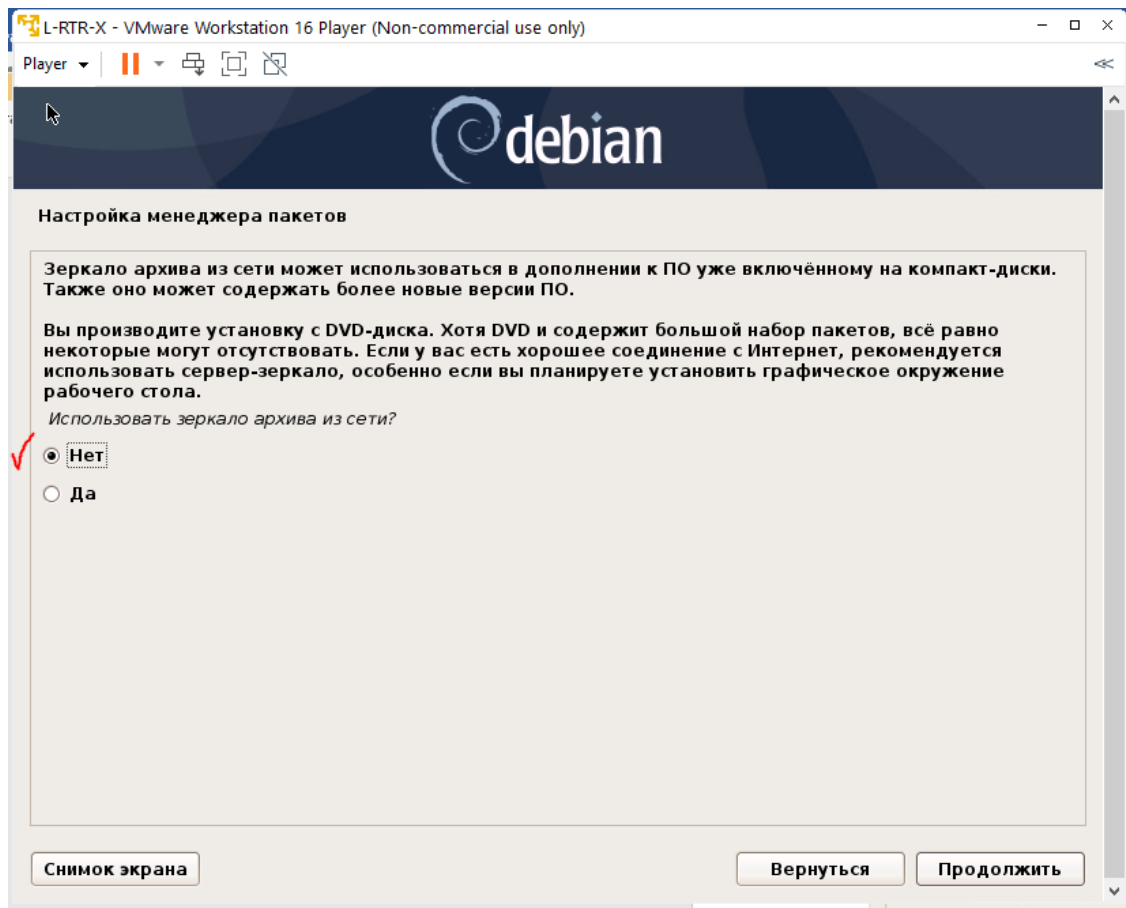 L-RTR-X - VMware Workstation 16 Player (Non-commercial use only)
Player
debian
Настройка менеджера пакетов
Зеркало архива из сети может использоваться в дополнении к ПО уже включённому на компакт-диски.
Также оно может содержать более новые версии ПО.
Вы производите установку с DVD-диска. Хотя DVD и содержит большой набор пакетов, всё равно
некоторые могут отсутствовать. Если у вас есть хорошее соединение с Интернет, рекомендуется
использовать сервер-зеркало, особенно если вы планируете установить графическое окружение
рабочего стола.
Использовать зеркало архива из сети?
Нет
Да
Снимок экрана
Вернуться
Продолжить